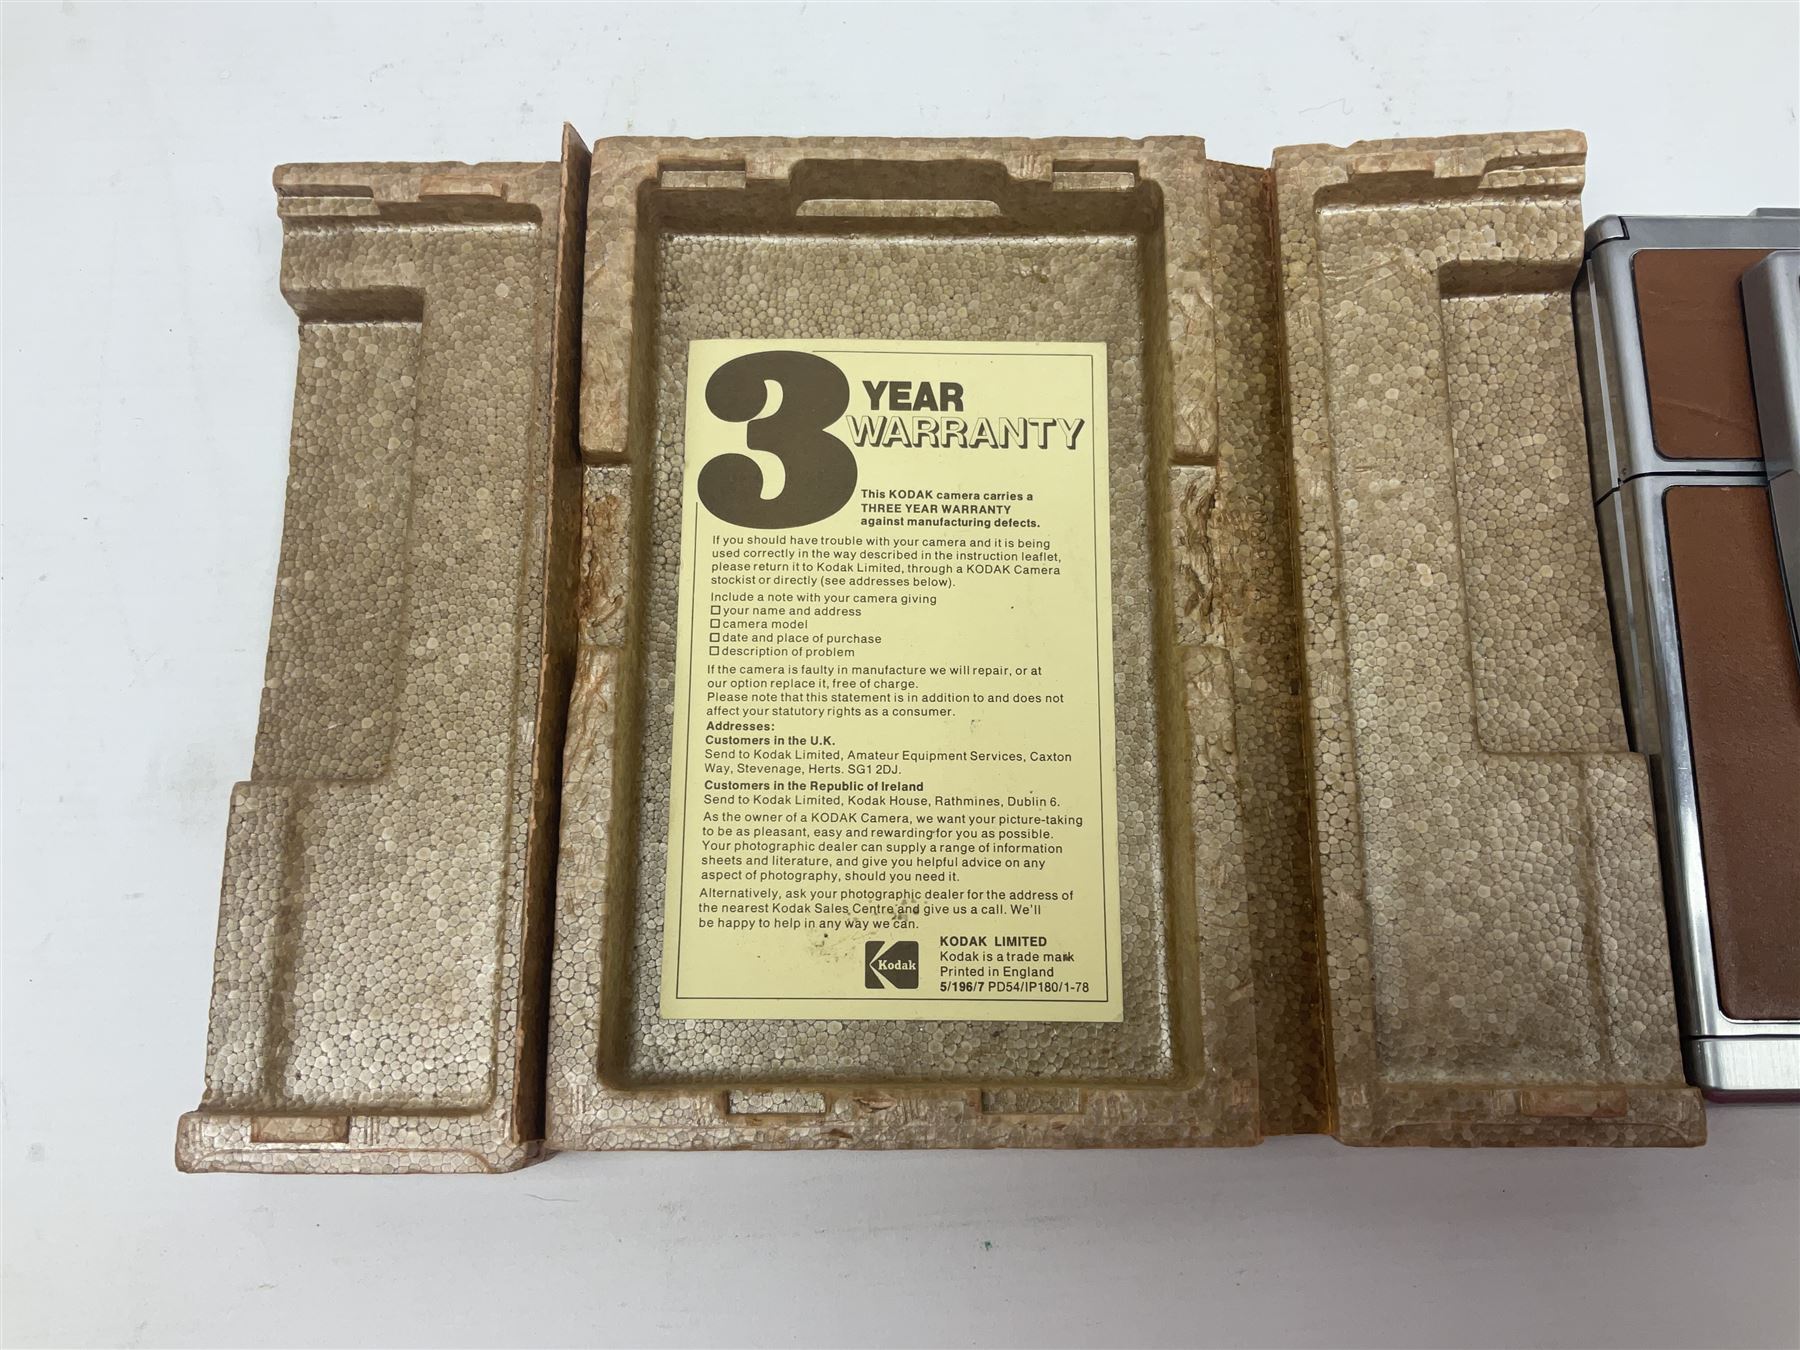 3 YEAR
WARRANTY
This KODAK camera carries a
THREE YEAR WARRANTY
against manufacturing defects.
If you should have trouble with your camera and it is being
used correctly in the way described in the instruction leaflet,
please return it to Kodak Limited, through a KODAK Camera
stockist or directly (see addresses below).
Include a note with your camera giving
☐ your name and address
☐ camera model
☐ date and place of purchase
☐ description of problem
If the camera is faulty in manufacture we will repair, or at
our option replace it, free of charge.
Please note that this statement is in addition to and does not
affect your statutory rights as a consumer.
Addresses:
Customers in the U.K.
Send to Kodak Limited, Amateur Equipment Services, Caxton
Way, Stevenage, Herts. SG1 2DJ.
Customers in the Republic of Ireland
Send to Kodak Limited, Kodak House, Rathmines, Dublin 6.
As the owner of a KODAK Camera, we want your picture-taking
to be as pleasant, easy and rewarding for you as possible.
Your photographic dealer can supply a range of information
sheets and literature, and give you helpful advice on any
aspect of photography, should you need it.
Alternatively, ask your photographic dealer for the address of
the nearest Kodak Sales Centre and give us a call. We'll
be happy to help in any way we can.
Kodak
KODAK LIMITED
Kodak is a trade mark
Printed in England
5/196/7 PD54/IP180/1-78